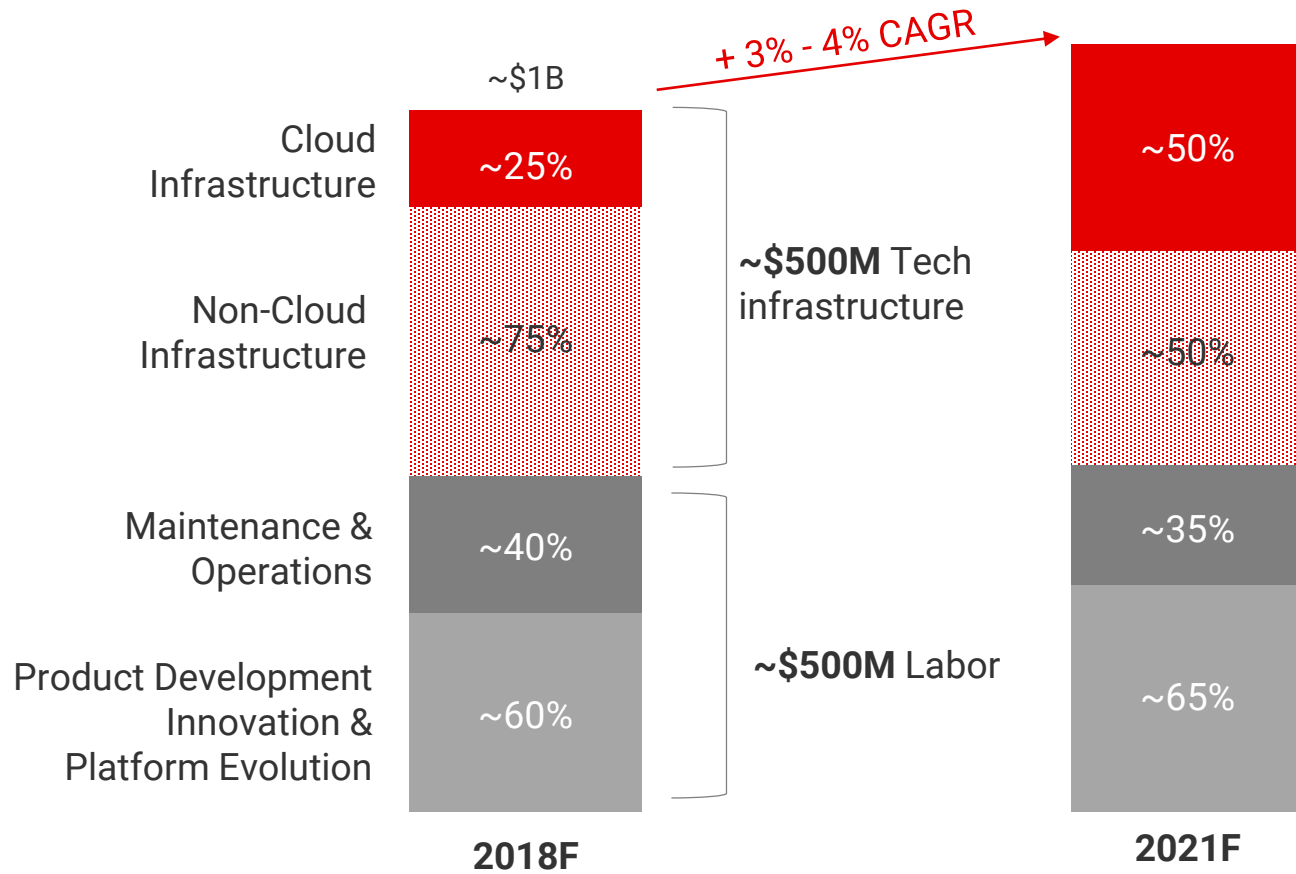 + 3% - 4% CAGR
~$1B
Cloud
Infrastructure
~25%
~50%
~$500M Tech
infrastructure
Non-Cloud
Infrastructure
~75%
~50%
Maintenance &
Operations
~40%
~35%
~$500M Labor
Product Development
Innovation &
Platform Evolution
~60%
~65%
2018F
2021F